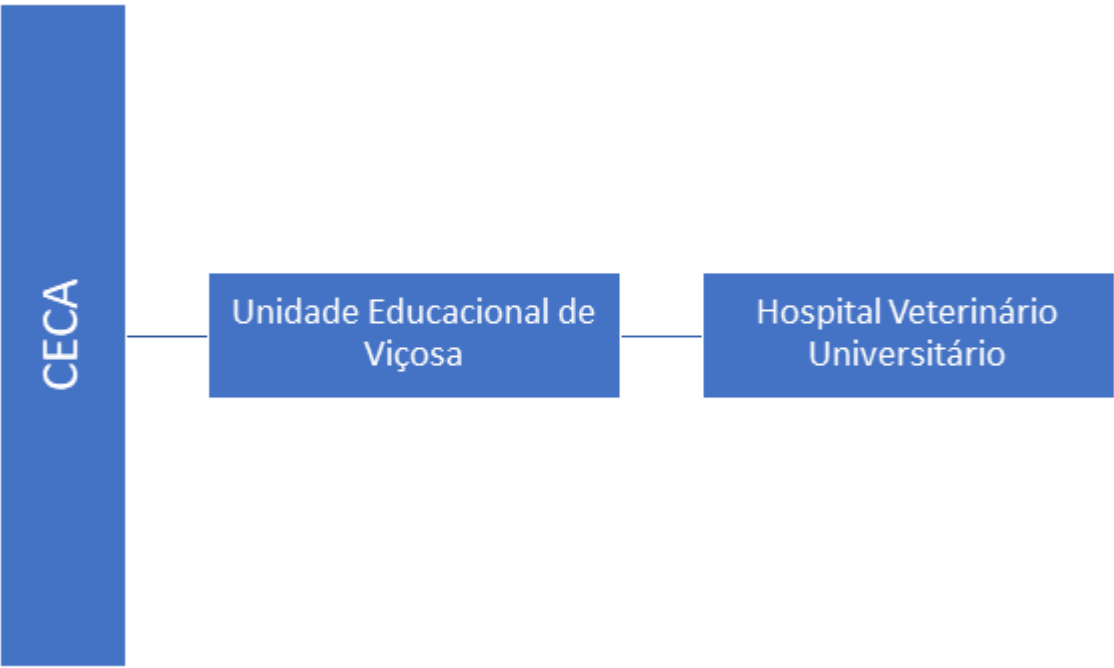 CECA
Unidade Educacional de
Viçosa
Hospital Veterinário
Universitário